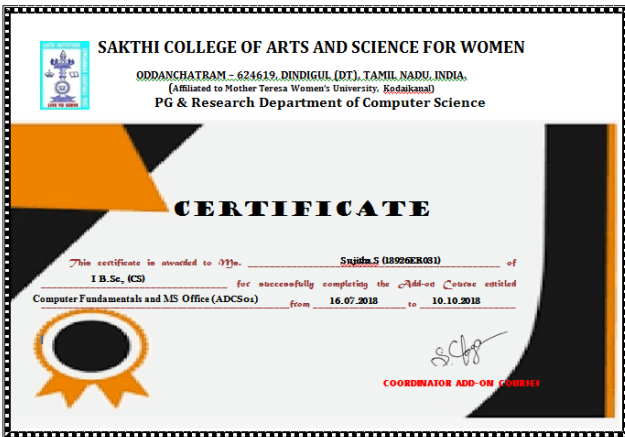 SAKTHI COLLEGE OF ARTS AND SCIENCE FOR WOMEN
ODDANCHATRAM – 624619. DINDIGUL (DT), TAMIL NADU. INDIA.
(Affiliated to Mother Teresa Women's University, Kodaikanal)
PG & Research Department of Computer Science
CERTIFICATE
This certificate is awarded to Ms. Sujitha.S (18926ER031) of
I B.Sc., (CS) for successfully completing the Add-on Course entitled
Computer Fundamentals and MS Office (ADCS01) from 16.07.2018 to 10.10.2018
COORDINATOR ADD-ON COURSES
LIVE TO SERVE